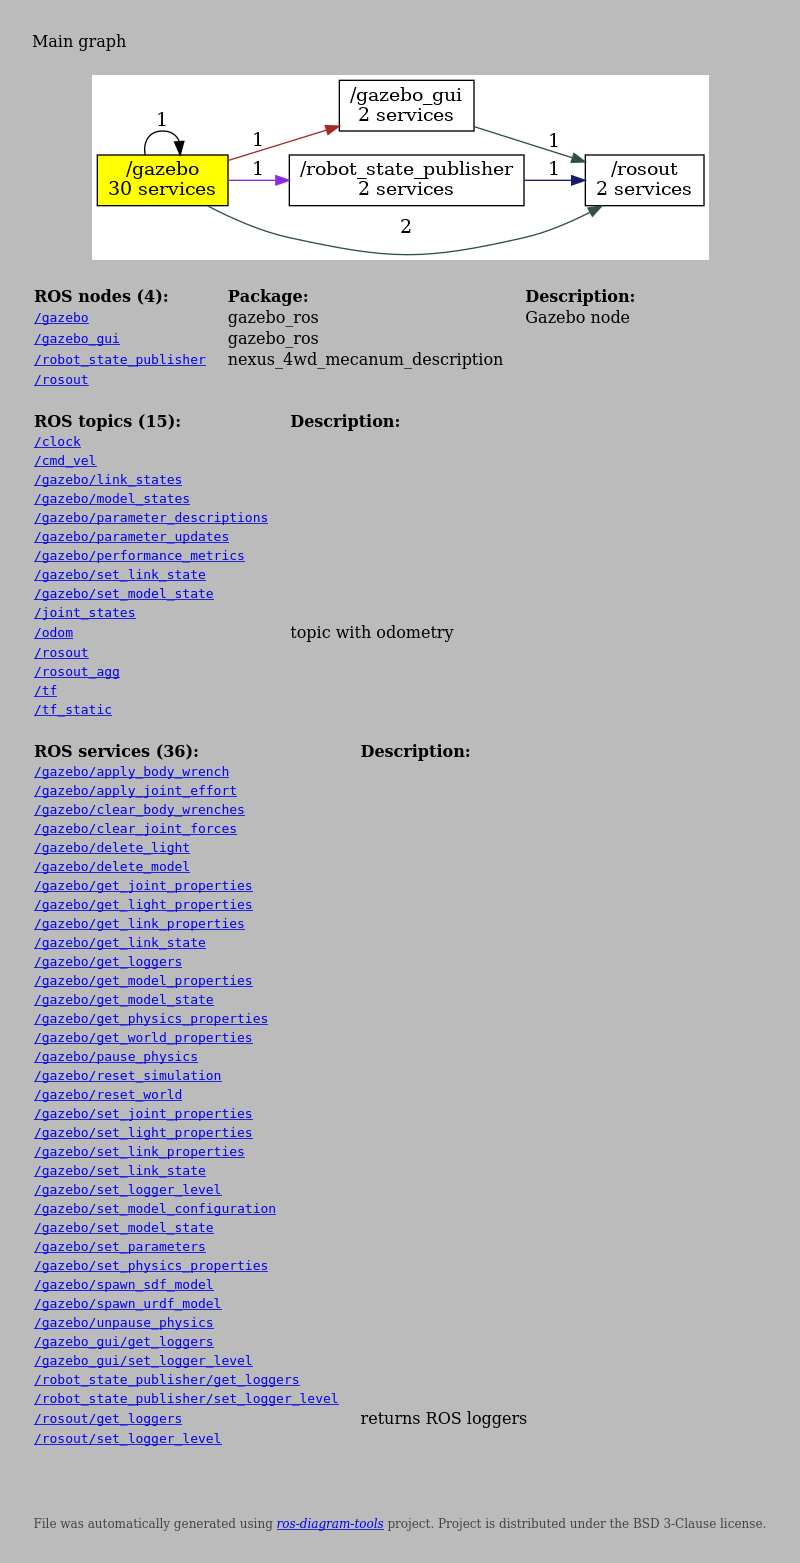 Main graph
1
/gazebo_gui
2 services
1
1
/gazebo
30 services
1
/robot_state_publisher
2 services
1
/rosout
2 services
2
ROS nodes (4): Package: Description:
/gazebo gazebo_ros Gazebo node
/gazebo_gui gazebo_ros
/robot_state_publisher nexus_4wd_mecanum_description
/rosout
ROS topics (15): Description:
/clock
/cmd_vel
/gazebo/link_states
/gazebo/model_states
/gazebo/parameter_descriptions
/gazebo/parameter_updates
/gazebo/performance_metrics
/gazebo/set_link_state
/gazebo/set_model_state
/joint_states
/odom topic with odometry
/rosout
/rosout_agg
/tf
/tf_static
ROS services (36): Description:
/gazebo/apply_body_wrench
/gazebo/apply_joint_effort
/gazebo/clear_body_wrenches
/gazebo/clear_joint_forces
/gazebo/delete_light
/gazebo/delete_model
/gazebo/get_joint_properties
/gazebo/get_light_properties
/gazebo/get_link_properties
/gazebo/get_link_state
/gazebo/get_loggers
/gazebo/get_model_properties
/gazebo/get_model_state
/gazebo/get_physics_properties
/gazebo/get_world_properties
/gazebo/pause_physics
/gazebo/reset_simulation
/gazebo/reset_world
/gazebo/set_joint_properties
/gazebo/set_light_properties
/gazebo/set_link_properties
/gazebo/set_link_state
/gazebo/set_logger_level
/gazebo/set_model_configuration
/gazebo/set_model_state
/gazebo/set_parameters
/gazebo/set_physics_properties
/gazebo/spawn_sdf_model
/gazebo/spawn_urdf_model
/gazebo/unpause_physics
/gazebo_gui/get_loggers
/gazebo_gui/set_logger_level
/robot_state_publisher/get_loggers
/robot_state_publisher/set_logger_level
/rosout/get_loggers returns ROS loggers
/rosout/set_logger_level
File was automatically generated using ros-diagram-tools project. Project is distributed under the BSD 3-Clause license.